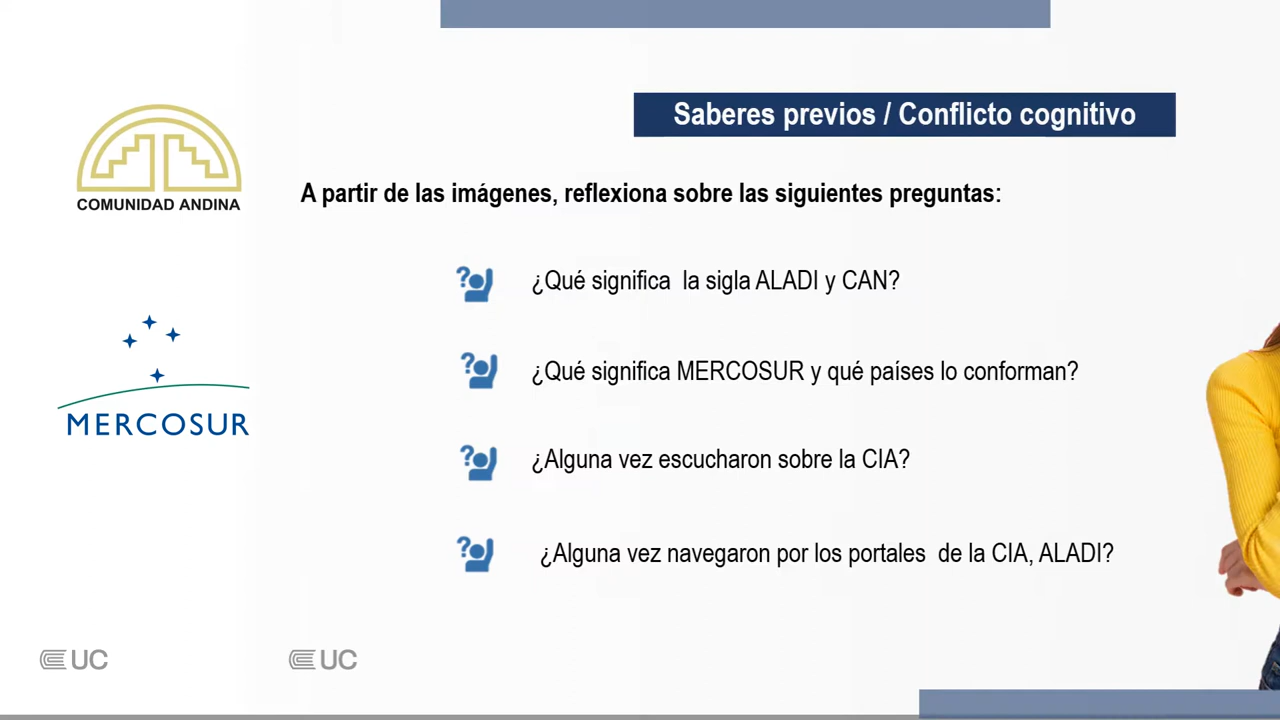 Saberes previos / Conflicto cognitivo
COMUNIDAD ANDINA
A partir de las imágenes, reflexiona sobre las siguientes preguntas:
¿Qué significa la sigla ALADI y CAN?
MERCOSUR
¿Qué significa MERCOSUR y qué países lo conforman?
¿Alguna vez escucharon sobre la CIA?
¿Alguna vez navegaron por los portales de la CIA, ALADI?
UC
UC